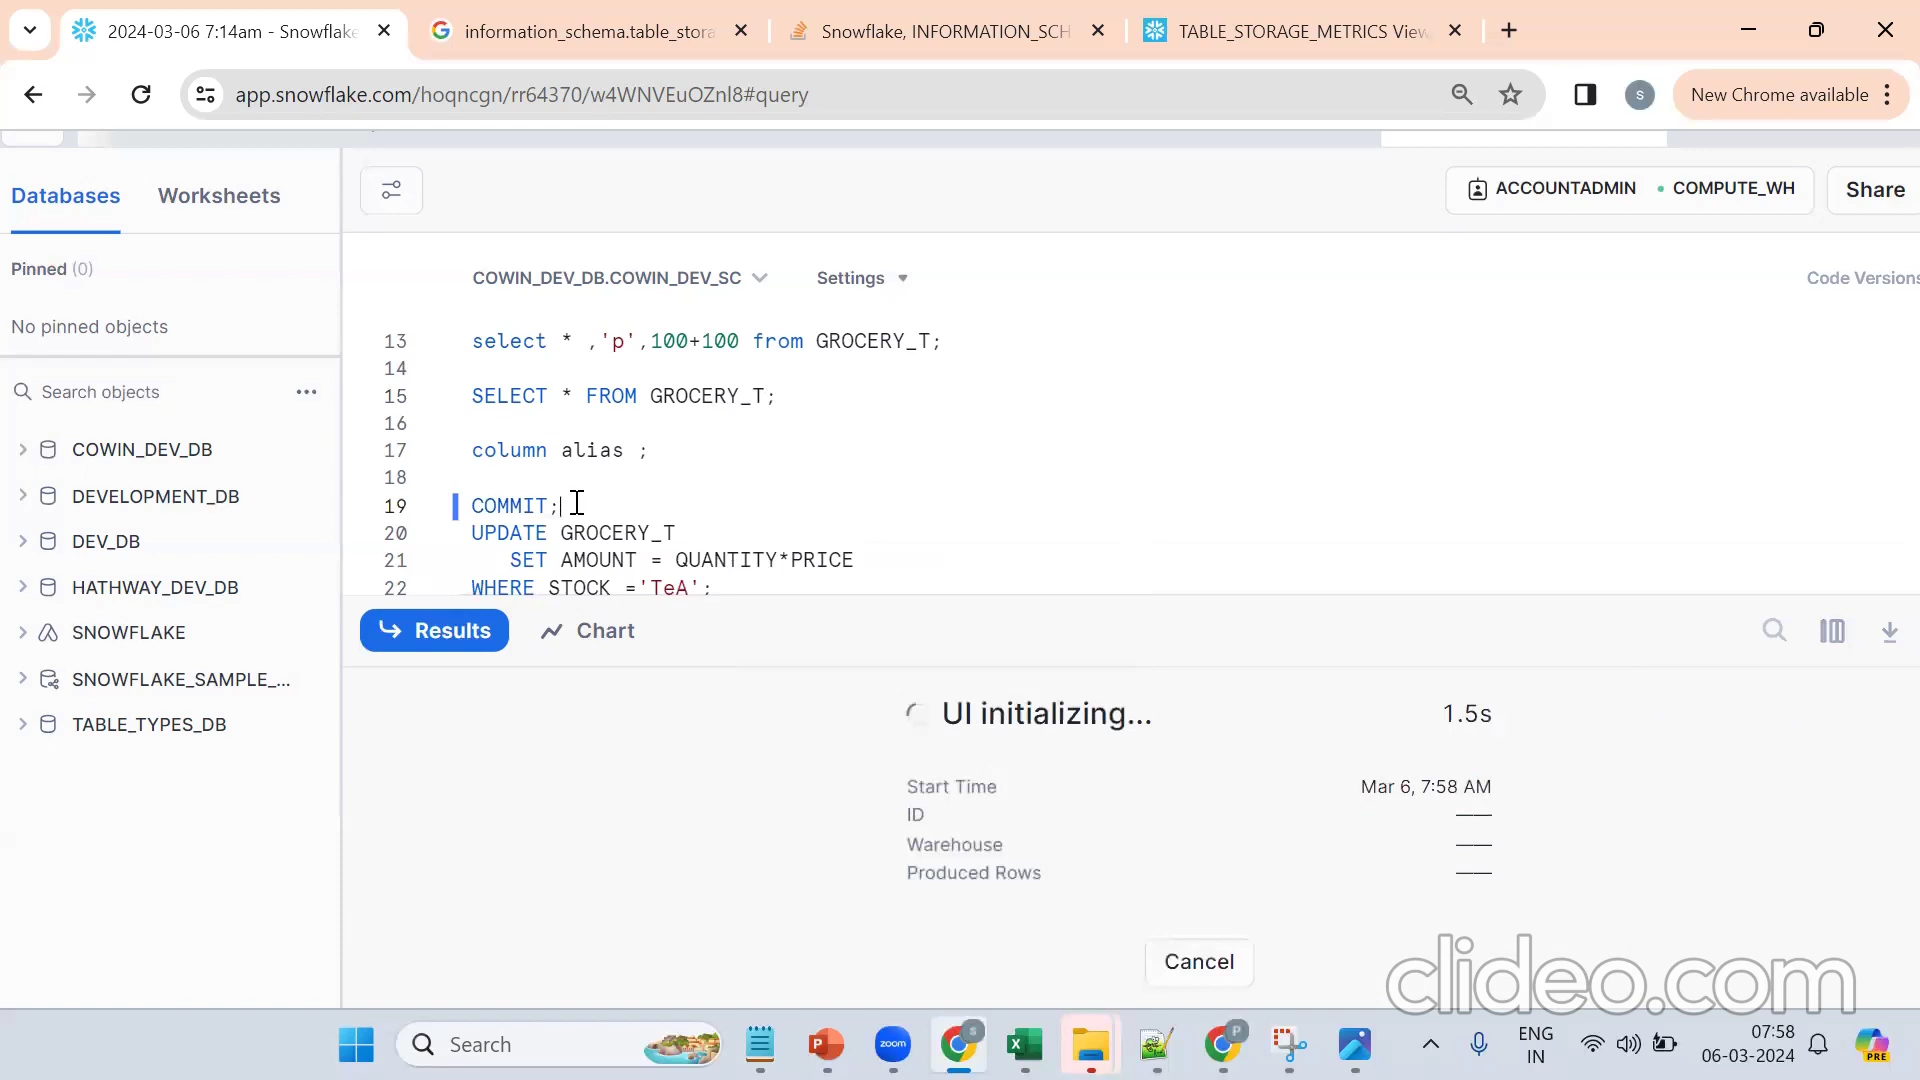 2024-03-06 7:14am - Snowflake
information_schema.table_stora
Snowflake, INFORMATION_SCH
TABLE_STORAGE_METRICS View
app.snowflake.com/hoqncgn/rr64370/w4WNVEuOZnl8#query
S
New Chrome available
Databases
Worksheets
ACCOUNTADMIN
COMPUTE_WH
Share
Pinned (0)
COWIN_DEV_DB.COWIN_DEV_SC
Settings
Code Versions
No pinned objects
13 select * ,'p',100+100 from GROCERY_T;
14
Search objects
15 SELECT * FROM GROCERY_T;
16
COWIN_DEV_DB
17 column alias ;
18
DEVELOPMENT_DB
19 COMMIT;
20 UPDATE GROCERY_T
DEV_DB
21 SET AMOUNT = QUANTITY*PRICE
HATHWAY_DEV_DB
22 WHERE STOCK ='TeA';
SNOWFLAKE
Results
Chart
SNOWFLAKE_SAMPLE_...
TABLE_TYPES_DB
UI initializing...
1.5s
Start Time
Mar 6, 7:58 AM
ID
Warehouse
Produced Rows
Cancel
clideo.com
Search
P
zoom
S
X
P
ENG
IN
07:58
06-03-2024
PRE